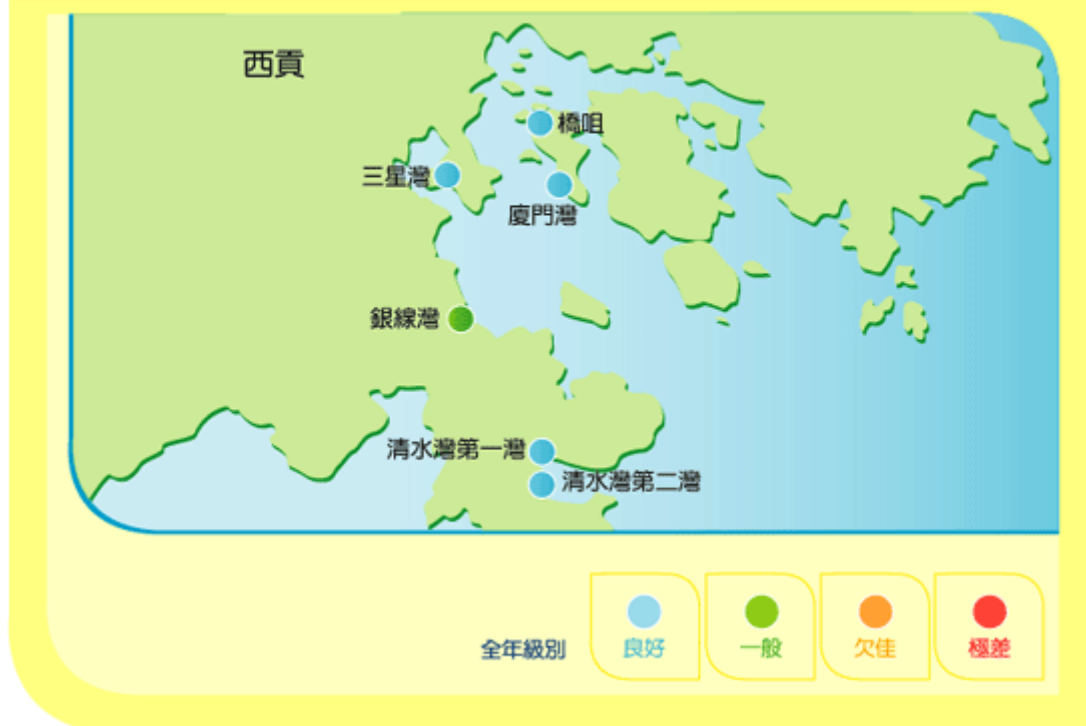 西貢
橋咀
三星灣
廈門灣
銀線灣
清水灣第一灣
清水灣第二灣
全年級別
良好
一般
欠佳
極差